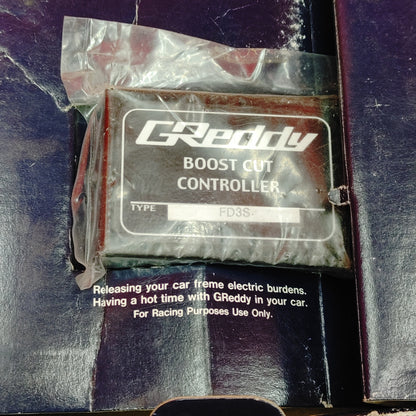 GReddy
BOOST CUT
CONTROLLER
TYPE FD3S
Releasing your car freme electric burdens.
Having a hot time with GReddy in your car.
For Racing Purposes Use Only.